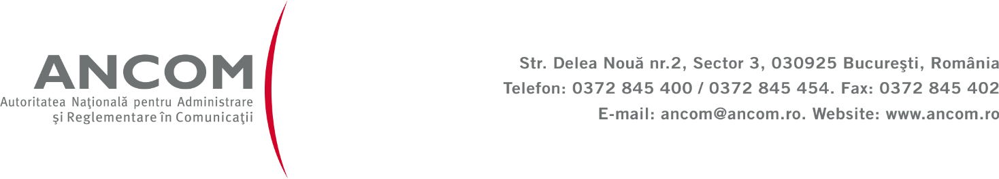 ANCOM
Autoritatea Naţională pentru Administrare
şi Reglementare în Comunicaţii
Str. Delea Nouă nr.2, Sector 3, 030925 Bucureşti, România
Telefon: 0372 845 400 / 0372 845 454. Fax: 0372 845 402
E-mail: ancom@ancom.ro. Website: www.ancom.ro